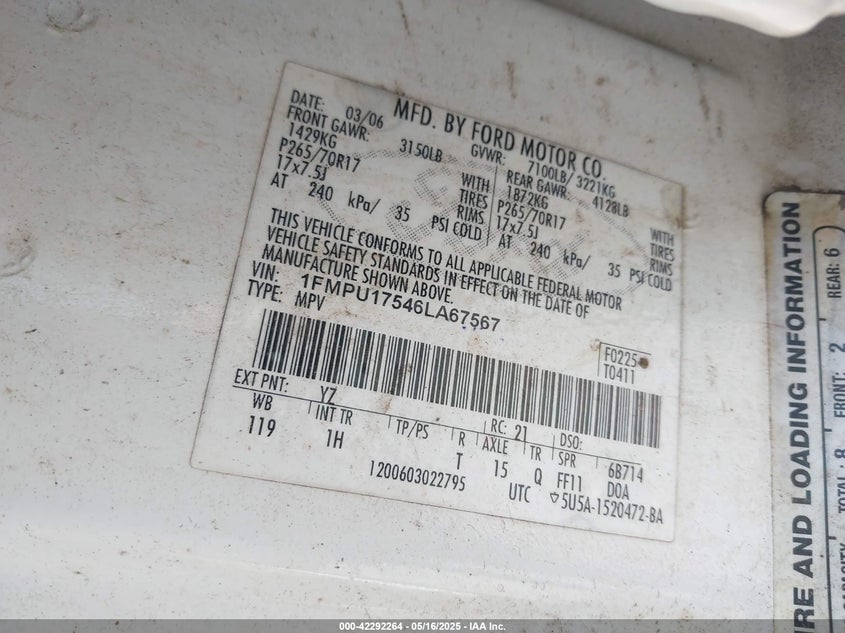 MFD. BY FORD MOTOR CO.
DATE: 03/06 GVWR: 7100LB/ 3221KG
FRONT GAWR: 3150LB REAR GAWR: 4128LB
1429KG WITH 1872KG WITH
P265/70R17 TIRES P265/70R17 TIRES
17x7.5J RIMS 17x7.5J RIMS
AT 240 kPa/ 35 PSI COLD AT 240 kPa/ 35 PSI COLD
THIS VEHICLE CONFORMS TO ALL APPLICABLE FEDERAL MOTOR
VEHICLE SAFETY STANDARDS IN EFFECT ON THE DATE OF
MANUFACTURE SHOWN ABOVE.
VIN: 1FMPU17546LA67567
TYPE: MPV
F0225
T0411
EXT PNT: YZ RC: 21 DSO:
WB INT TR TP/PS R AXLE TR SPR 6B714
119 1H T 15 Q FF11 DOA
1200603022795 UTC 5U5A-1520472-BA
TIRE AND LOADING INFORMATION
CAPACITY TOTAL: 8 FRONT: 2 REAR: 6
000-42292264 - 05/16/2025 - IAA Inc.